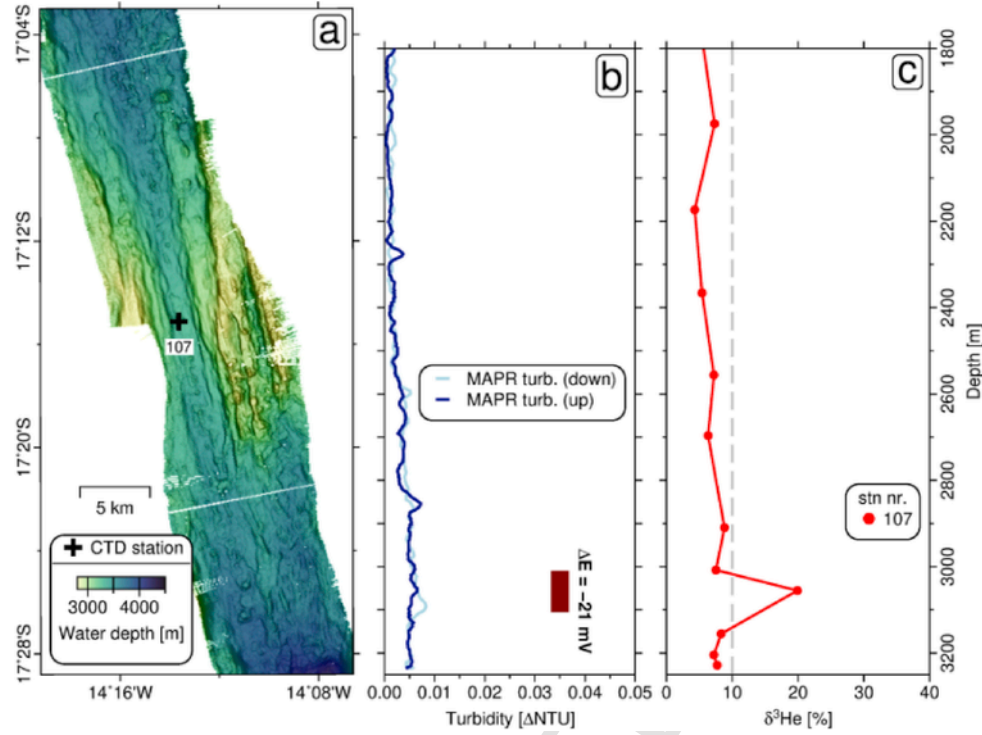 a
17°04'S
17°12'S
17°20'S
17°28'S
107
5 km
CTD station
3000 4000
Water depth [m]
14°16'W 14°08'W
b
MAPR turb. (down)
MAPR turb. (up)
ΔE = −21 mV
0.00 0.01 0.02 0.03 0.04 0.05
Turbidity [ΔNTU]
c
stn nr.
107
0 10 20 30 40
δ³He [%]
1800
2000
2200
2400
2600
2800
3000
3200
Depth [m]